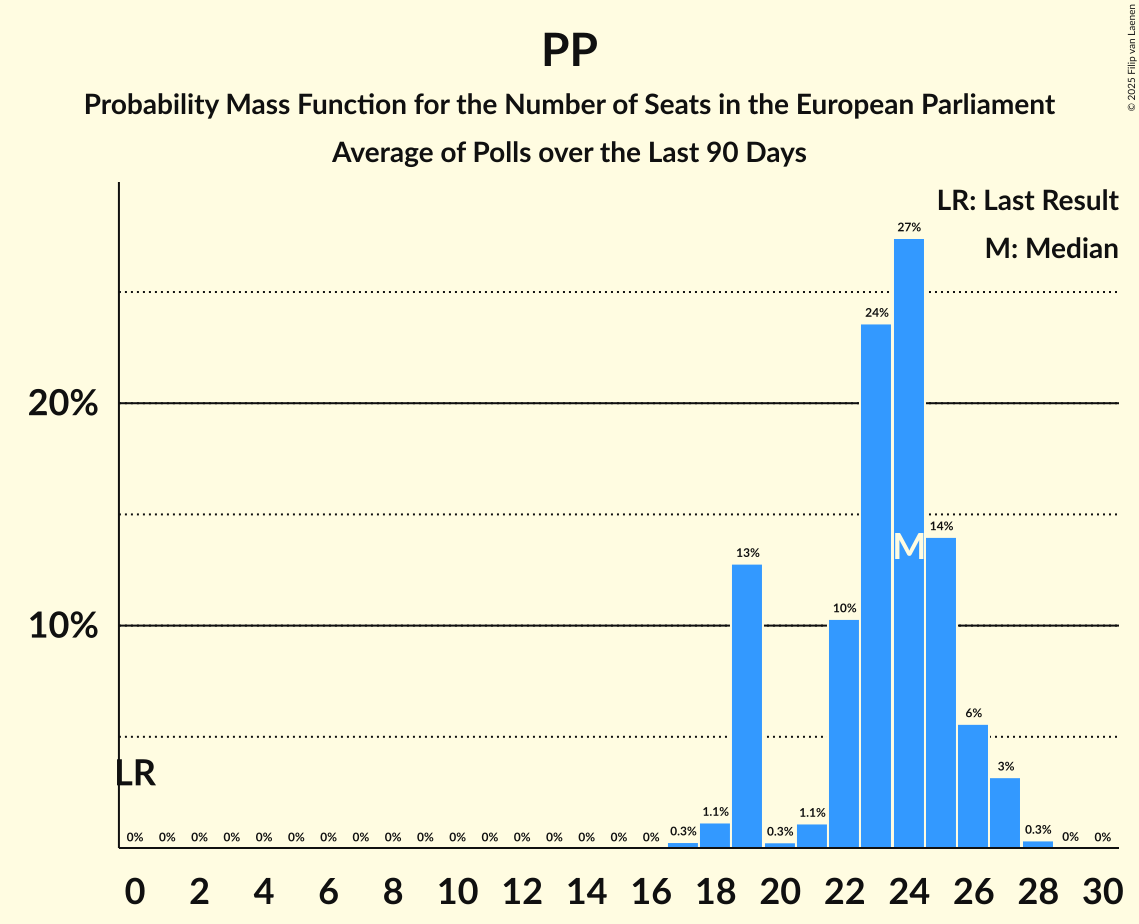 PP
Probability Mass Function for the Number of Seats in the European Parliament
Average of Polls over the Last 90 Days
© 2025 Filip van Laenen
LR: Last Result
M: Median
27%
24%
20%
14%
M
13%
10%
10%
6%
3%
LR
1.1%
1.1%
0% 0% 0% 0% 0% 0% 0% 0% 0% 0% 0% 0% 0% 0% 0% 0% 0% 0.3% 0.3% 0.3% 0% 0%
0 2 4 6 8 10 12 14 16 18 20 22 24 26 28 30